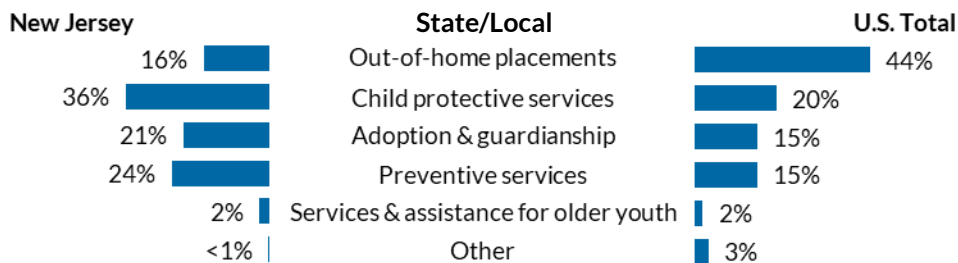 New Jersey State/Local U.S. Total
16% Out-of-home placements 44%
36% Child protective services 20%
21% Adoption & guardianship 15%
24% Preventive services 15%
2% Services & assistance for older youth 2%
<1% Other 3%